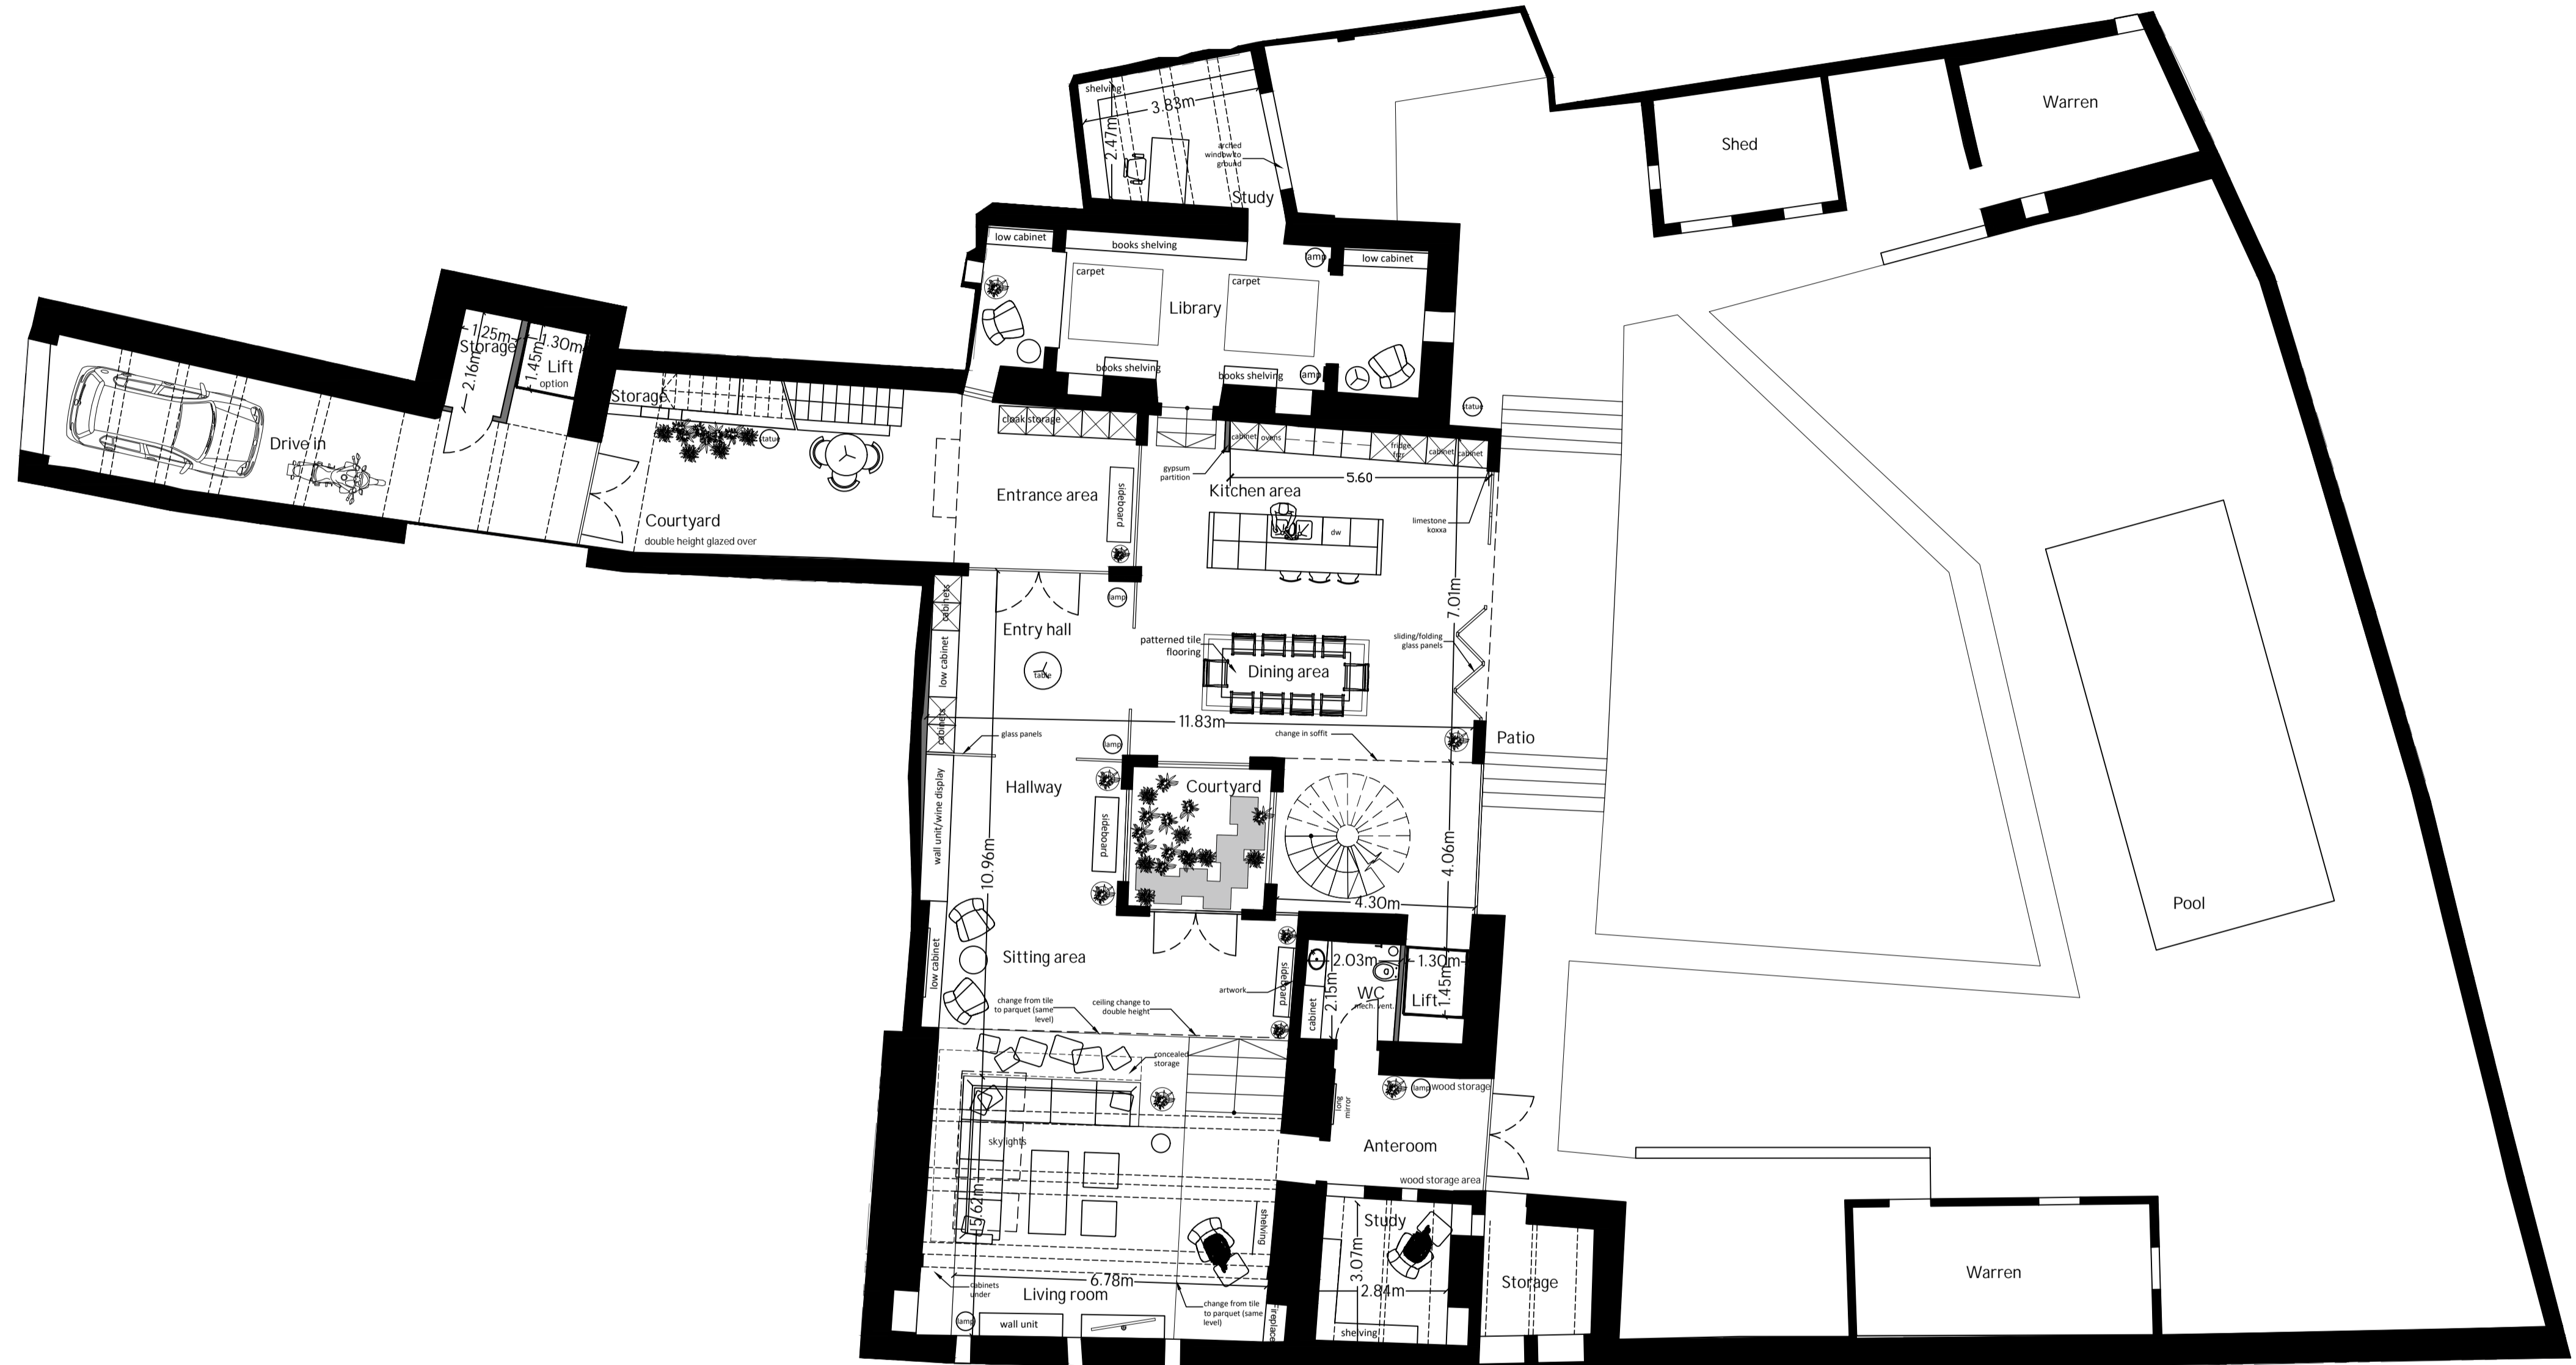 shelving
3.83m
2.47m
arched
window to
ground
Study
Shed
Warren
low cabinet
books shelving
lamp
low cabinet
carpet
carpet
Library
books shelving
books shelving
lamp
1.25m
Storage
2.16m
1.30m
1.45m
Lift
option
Drive in
Storage
statue
Courtyard
double height glazed over
cloak storage
statue
Entrance area
sideboard
gypsum
partition
cabinet
ovens
fridge
frzr
cabinet
cabinet
5.60
Kitchen area
limestone
koxxa
dw
7.01m
cabinets
lamp
Entry hall
low cabinet
table
patterned tile
flooring
Dining area
sliding/folding
glass panels
cabinets
11.83m
glass panels
lamp
change in soffit
Patio
Hallway
Courtyard
wall unit/wine display
sideboard
10.96m
4.06m
4.30m
Pool
low cabinet
Sitting area
sideboard
artwork
2.03m
2.15m
WC
mech. vent.
cabinet
1.30m
1.45m
Lift
change from tile
to parquet (same
level)
ceiling change to
double height
concealed
storage
long
mirror
lamp
wood storage
skylights
Anteroom
wood storage area
5.62m
shelving
Study
3.07m
2.84m
shelving
Storage
Warren
cabinets
under
6.78m
Living room
change from tile
to parquet (same
level)
lamp
wall unit
Fireplace